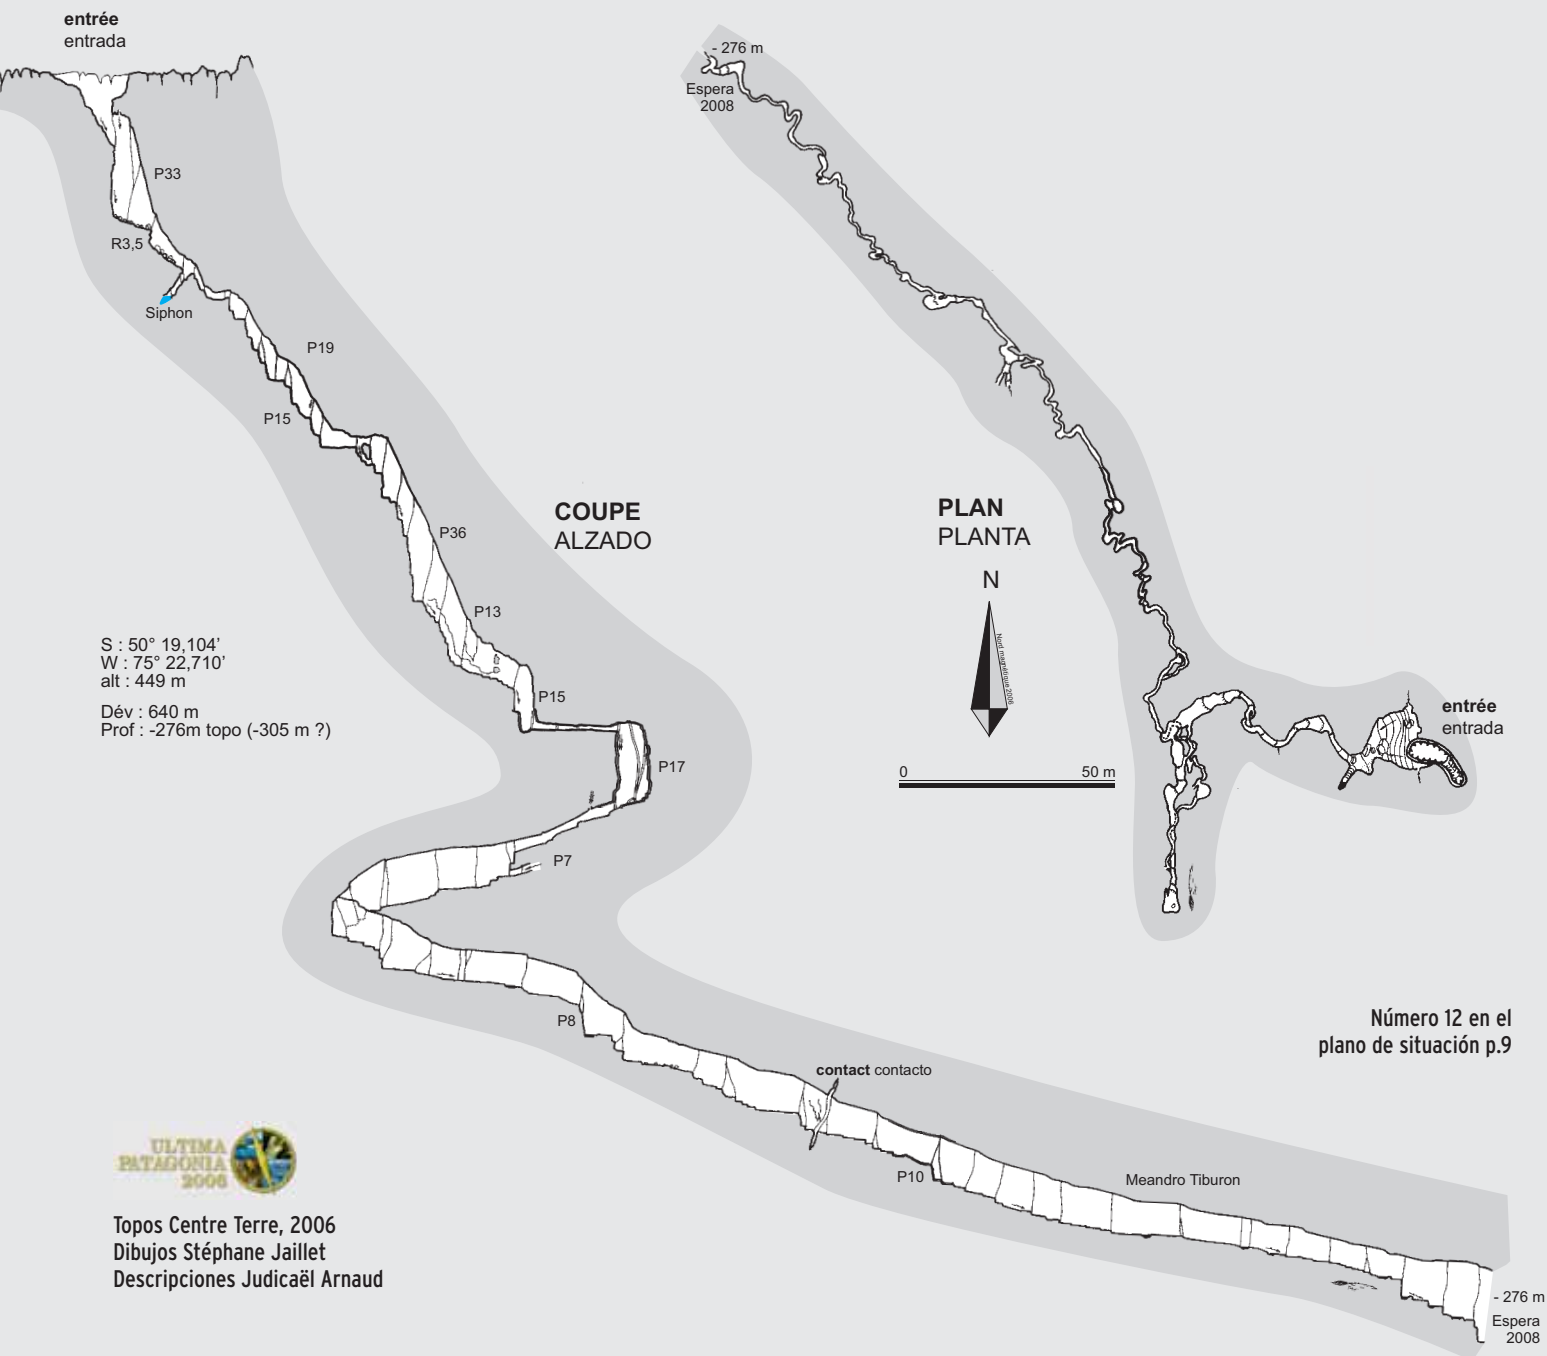 entrée
entrada
P33
R3,5
Siphon
P19
P15
P36
P13
P15
P17
P7
P8
contact contacto
P10
Meandro Tiburon
- 276 m
Espera
2008
COUPE
ALZADO
S : 50° 19,104’
W : 75° 22,710’
alt : 449 m
Dév : 640 m
Prof : -276m topo (-305 m ?)
- 276 m
Espera
2008
PLAN
PLANTA
N
Nord magnétique 2006
0 50 m
entrée
entrada
Número 12 en el
plano de situación p.9
ULTIMA
PATAGONIA
2006
Topos Centre Terre, 2006
Dibujos Stéphane Jaillet
Descripciones Judicaël Arnaud